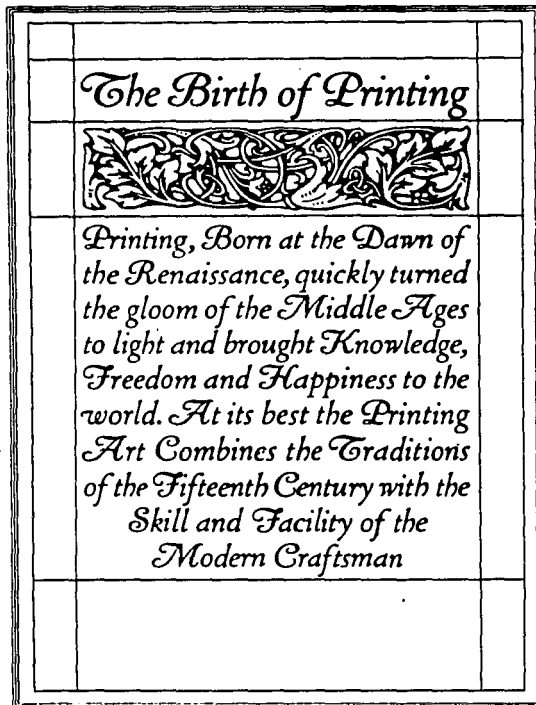 The Birth of Printing
Printing, Born at the Dawn of
the Renaissance, quickly turned
the gloom of the Middle Ages
to light and brought Knowledge,
Freedom and Happiness to the
world. At its best the Printing
Art Combines the Traditions
of the Fifteenth Century with the
Skill and Facility of the
Modern Craftsman